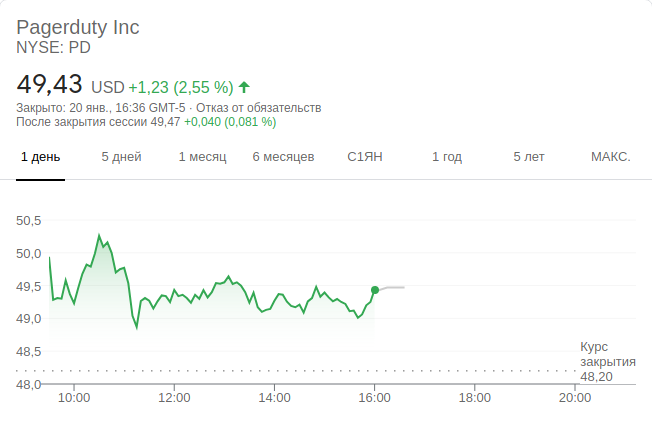 Pagerduty Inc
NYSE: PD
49,43 USD +1,23 (2,55 %)
Закрыто: 20 янв., 16:36 GMT-5 · Отказ от обязательств
После закрытия сессии 49,47 +0,040 (0,081 %)
1 день 5 дней 1 месяц 6 месяцев С1ЯН 1 год 5 лет МАКС.
50,5
50,0
49,5
49,0
48,5
Курс
закрытия
48,20
48,0
10:00 12:00 14:00 16:00 18:00 20:00